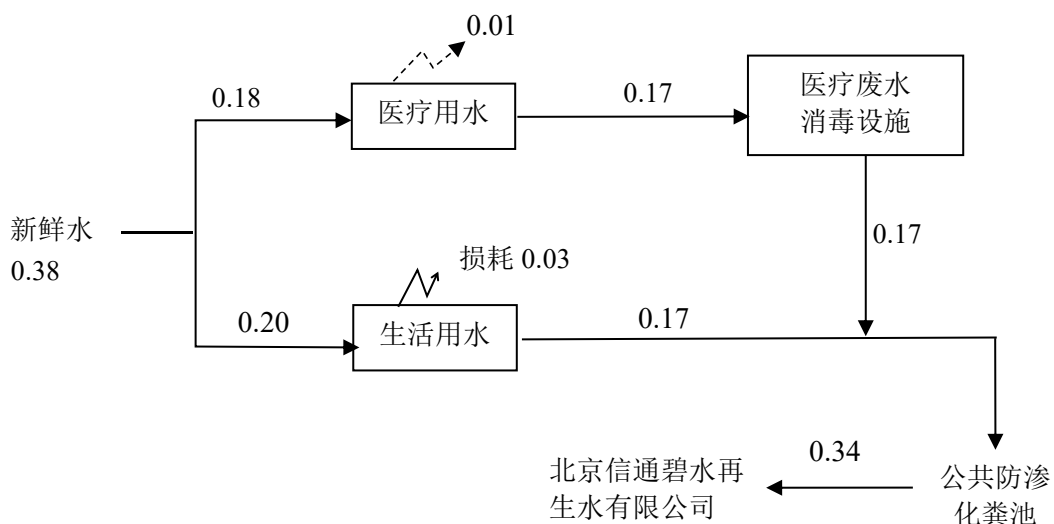 0.01
0.18
医疗用水
0.17
医疗废水
消毒设施
新鲜水
0.38
0.17
损耗 0.03
0.20
生活用水
0.17
0.34
北京信通碧水再
生水有限公司
公共防渗
化粪池